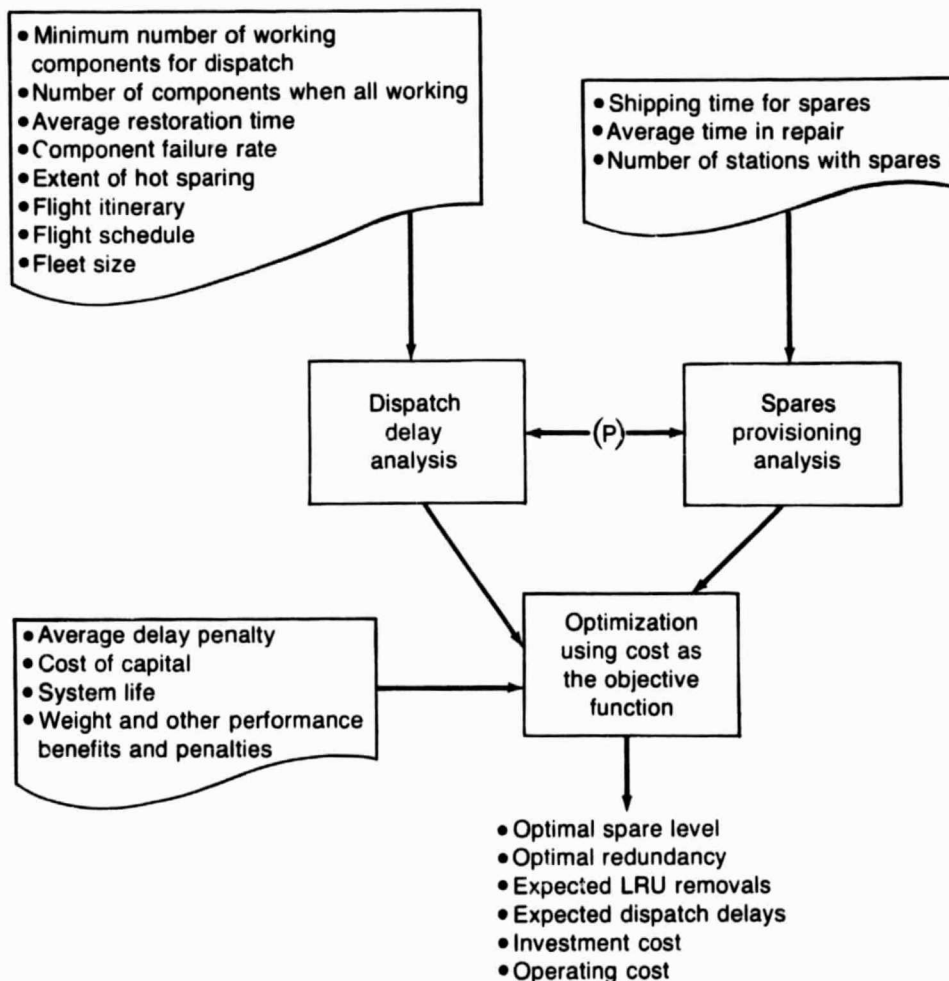 • Minimum number of working
components for dispatch
• Number of components when all working
• Average restoration time
• Component failure rate
• Extent of hot sparing
• Flight itinerary
• Flight schedule
• Fleet size
• Shipping time for spares
• Average time in repair
• Number of stations with spares
Dispatch
delay
analysis
(P)
Spares
provisioning
analysis
• Average delay penalty
• Cost of capital
• System life
• Weight and other performance
benefits and penalties
Optimization
using cost as
the objective
function
• Optimal spare level
• Optimal redundancy
• Expected LRU removals
• Expected dispatch delays
• Investment cost
• Operating cost